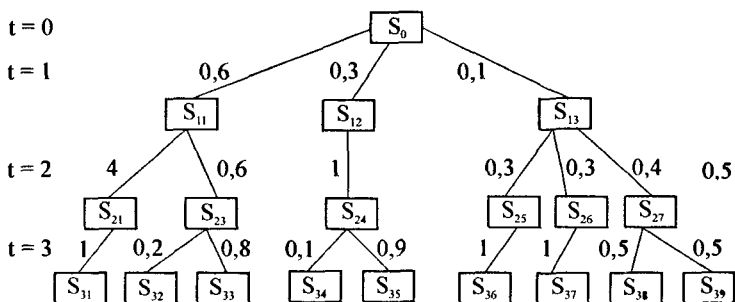 t = 0 S₀
t = 1 0,6 0,3 0,1
S₁₁ S₁₂ S₁₃
t = 2 4 0,6 1 0,3 0,3 0,4 0,5
S₂₁ S₂₃ S₂₄ S₂₅ S₂₆ S₂₇
t = 3 1 0,2 0,8 0,1 0,9 1 1 0,5 0,5
S₃₁ S₃₂ S₃₃ S₃₄ S₃₅ S₃₆ S₃₇ S₃₈ S₃₉